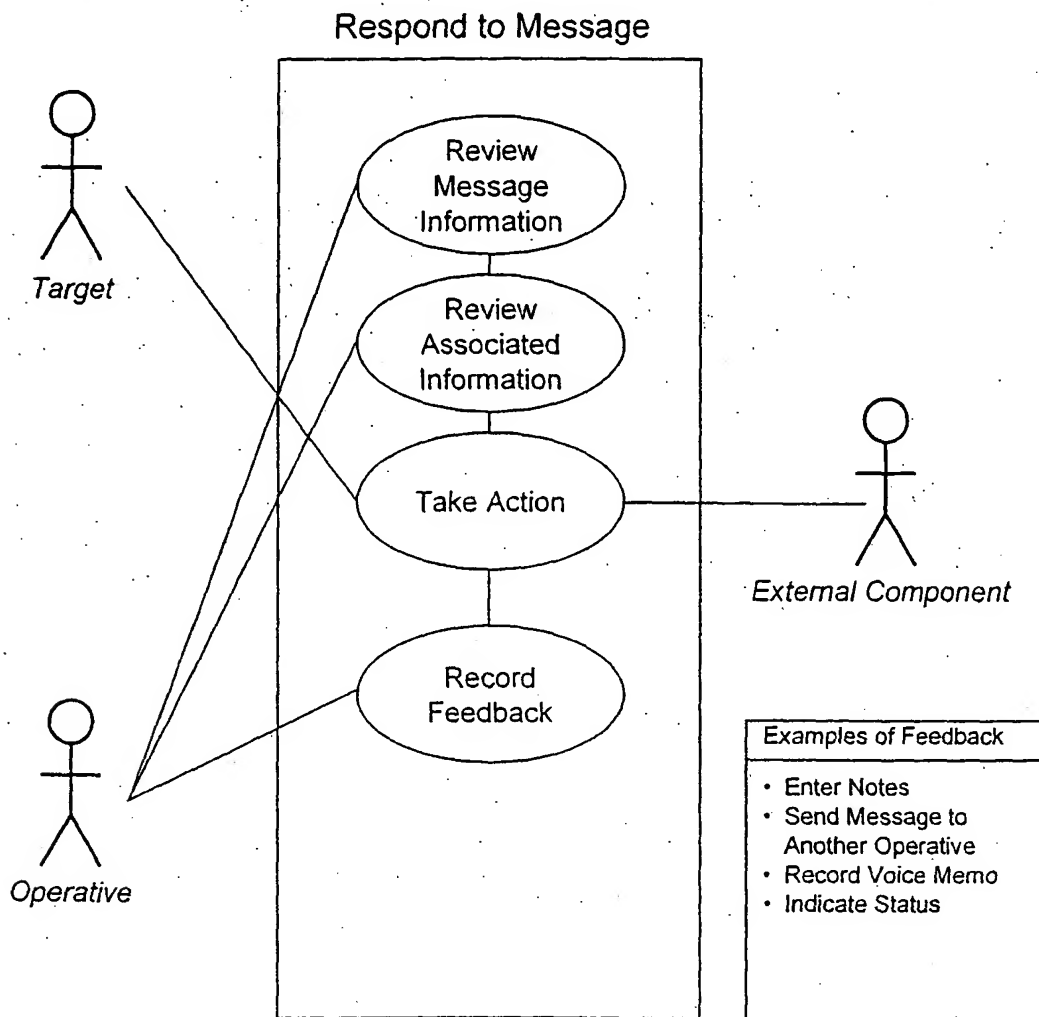 Respond to Message
Review
Message
Information
Target
Review
Associated
Information
Take Action
External Component
Record
Feedback
Operative
Examples of Feedback
• Enter Notes
• Send Message to
Another Operative
• Record Voice Memo
• Indicate Status